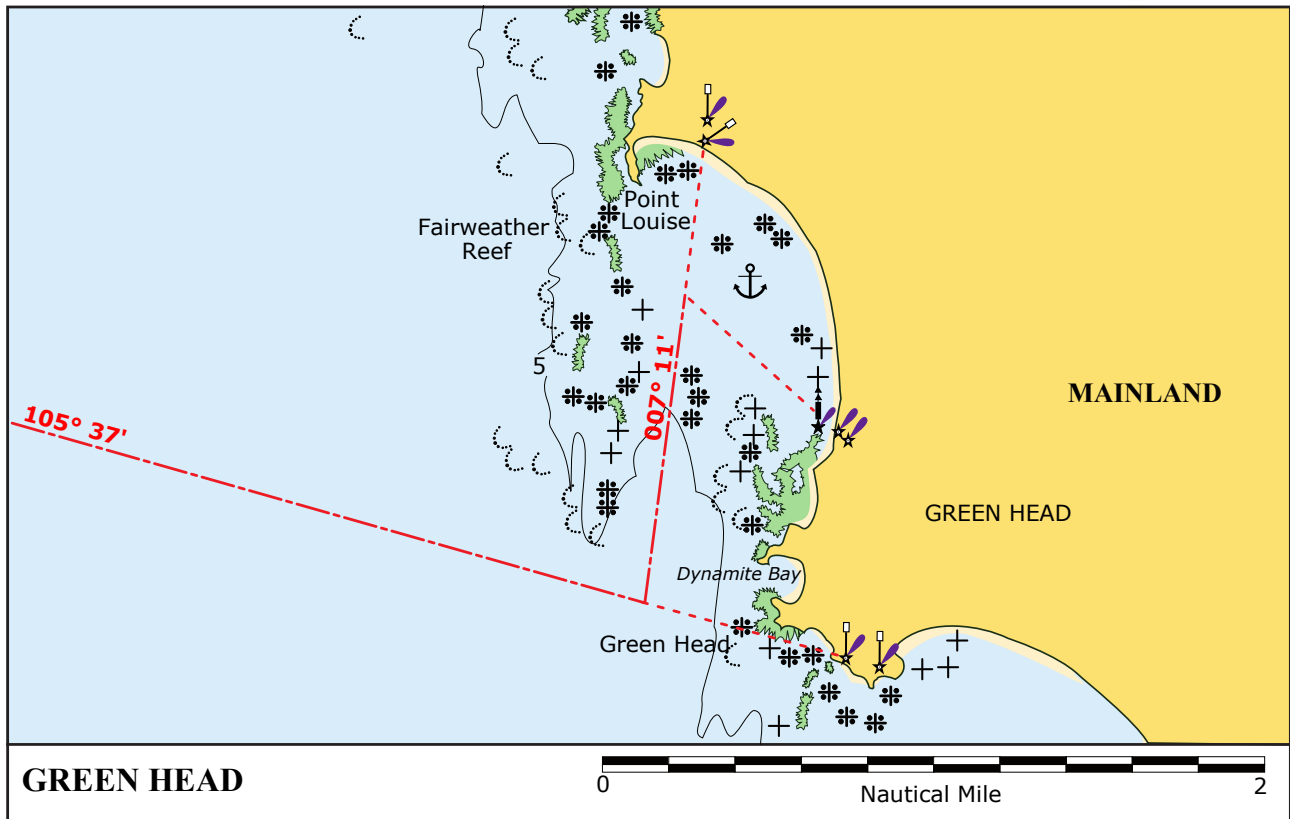 Fairweather
Reef
Point
Louise
5
007° 11'
105° 37'
MAINLAND
GREEN HEAD
Dynamite Bay
Green Head
GREEN HEAD
0
Nautical Mile
2